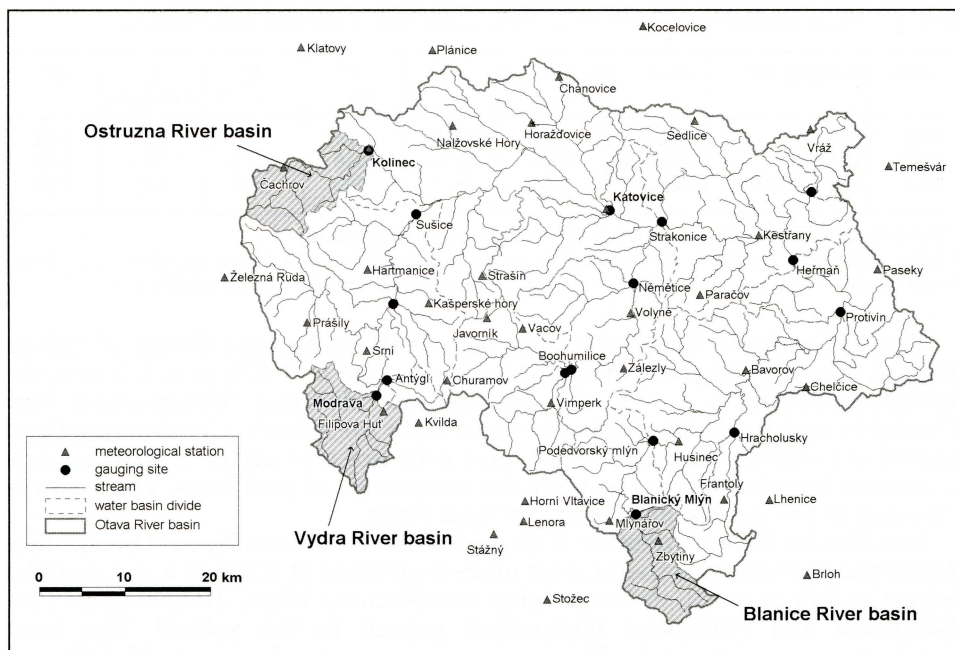 Kocelovice
Klatovy
Plánice
Chanovice
Ostruzna River basin
Nalžovské Hory
Horažďovice
Sedlice
Vráž
Kolinec
Temešvár
Čachrov
Katovice
Sušice
Strakonice
Kestřany
Heřmaň
Paseky
Železná Ruda
Hartmanice
Strašín
Němětice
Paračov
Kašperské hory
Volyně
Protivín
Prášily
Javorník
Vacov
Srní
Boohumilice
Antýgl
Churamov
Zálezly
Bavorov
Chelčice
Modrava
Vimperk
Filipova Huť
Kvilda
Hracholusky
Podedvorský mlýn
Husinec
meteorological station
gauging site
stream
water basin divide
Otava River basin
Frantoly
Horní Vltavice
Blanický Mlýn
Lhenice
Lenora
Mlynářov
Vydra River basin
Stážný
Zbytiny
Brloh
0 10 20 km
Stožec
Blanice River basin